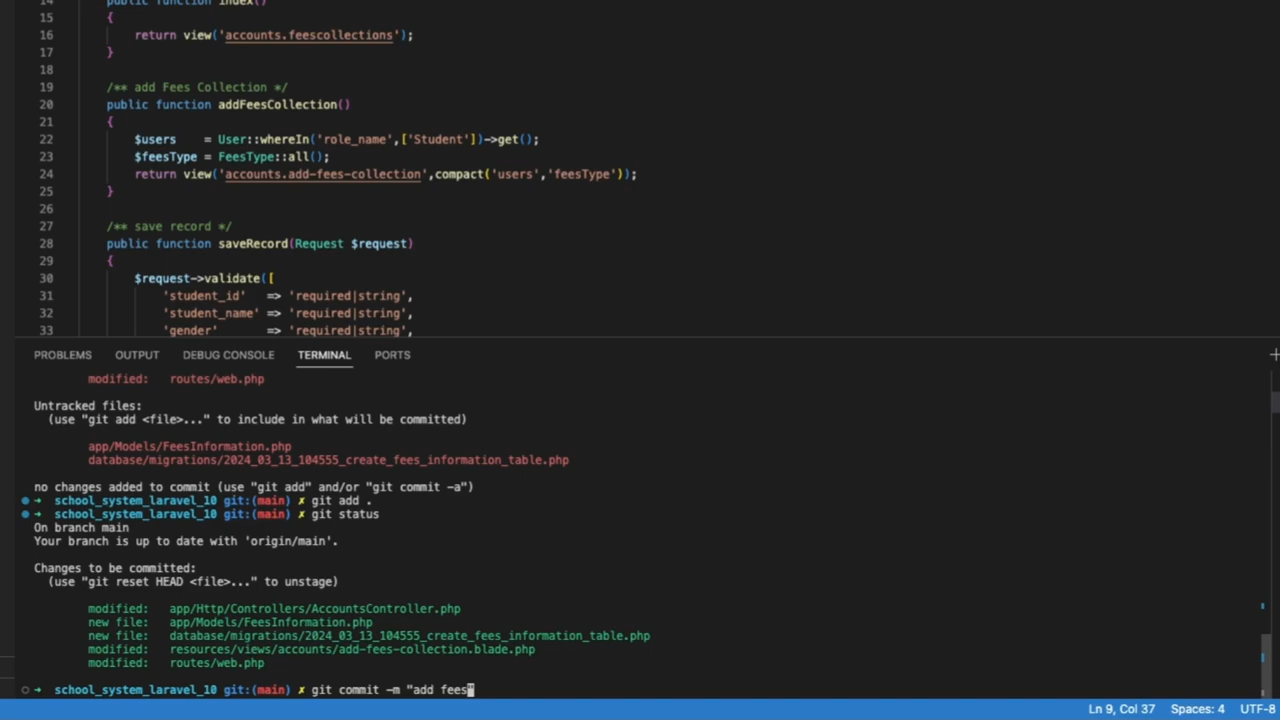 14 public function index()
15 {
16 return view('accounts.feescollections');
17 }
18
19 /** add Fees Collection */
20 public function addFeesCollection()
21 {
22 $users = User::whereIn('role_name',['Student'])->get();
23 $feesType = FeesType::all();
24 return view('accounts.add-fees-collection',compact('users','feesType'));
25 }
26
27 /** save record */
28 public function saveRecord(Request $request)
29 {
30 $request->validate([
31 'student_id' => 'required|string',
32 'student_name' => 'required|string',
33 'gender' => 'required|string',
PROBLEMS OUTPUT DEBUG CONSOLE TERMINAL PORTS
modified: routes/web.php
Untracked files:
(use "git add <file>..." to include in what will be committed)
app/Models/FeesInformation.php
database/migrations/2024_03_13_104555_create_fees_information_table.php
no changes added to commit (use "git add" and/or "git commit -a")
➜ school_system_laravel_10 git:(main) ✗ git add .
➜ school_system_laravel_10 git:(main) ✗ git status
On branch main
Your branch is up to date with 'origin/main'.
Changes to be committed:
(use "git reset HEAD <file>..." to unstage)
modified: app/Http/Controllers/AccountsController.php
new file: app/Models/FeesInformation.php
new file: database/migrations/2024_03_13_104555_create_fees_information_table.php
modified: resources/views/accounts/add-fees-collection.blade.php
modified: routes/web.php
➜ school_system_laravel_10 git:(main) ✗ git commit -m "add fees"
Ln 9, Col 37 Spaces: 4 UTF-8